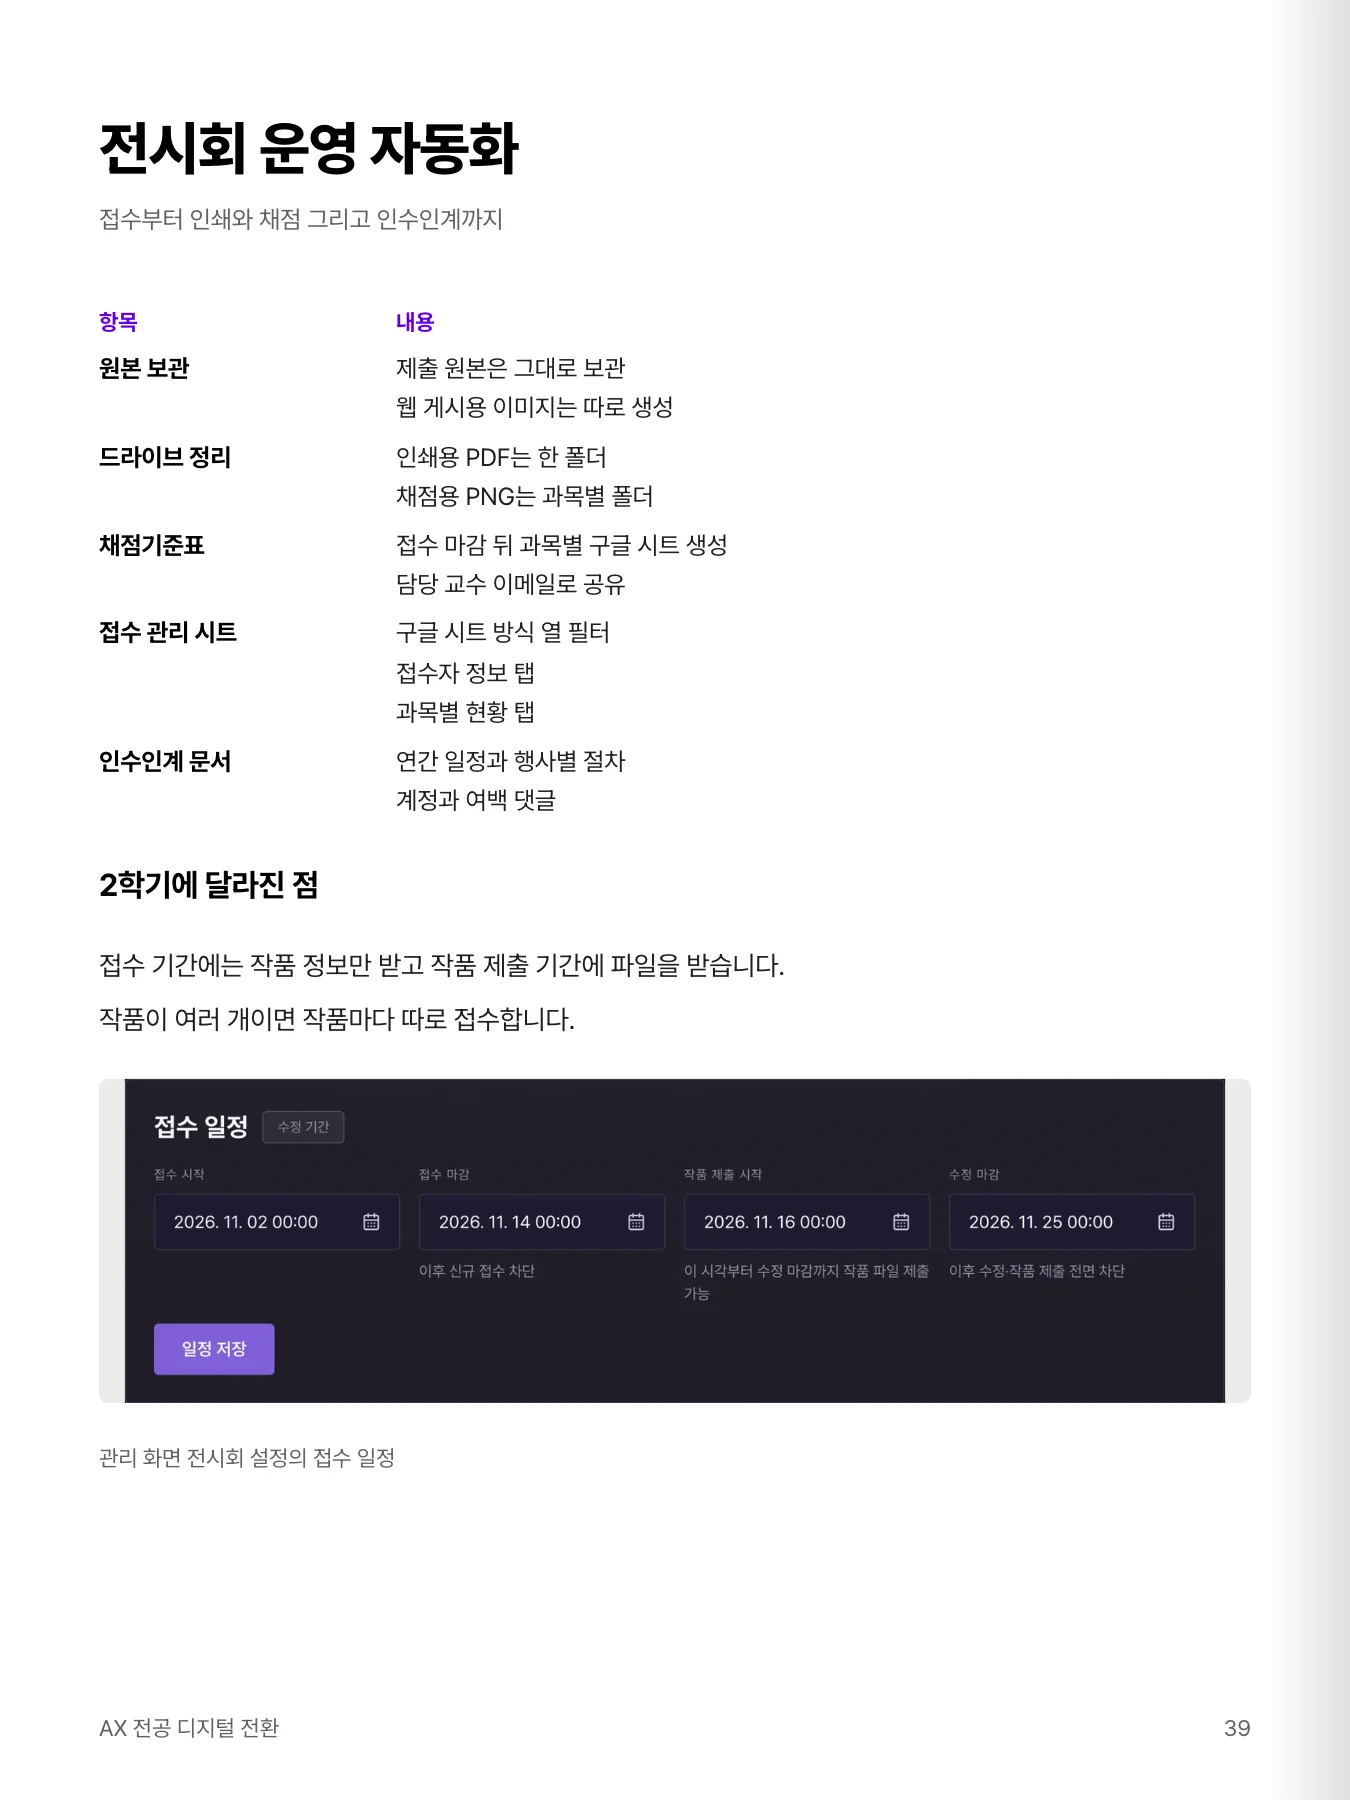 전시회 운영 자동화
접수부터 인쇄와 채점 그리고 인수인계까지
항목 내용
원본 보관 제출 원본은 그대로 보관
웹 게시용 이미지는 따로 생성
드라이브 정리 인쇄용 PDF는 한 폴더
채점용 PNG는 과목별 폴더
채점기준표 접수 마감 뒤 과목별 구글 시트 생성
담당 교수 이메일로 공유
접수 관리 시트 구글 시트 방식 열 필터
접수자 정보 탭
과목별 현황 탭
인수인계 문서 연간 일정과 행사별 절차
계정과 여백 댓글
2학기에 달라진 점
접수 기간에는 작품 정보만 받고 작품 제출 기간에 파일을 받습니다.
작품이 여러 개이면 작품마다 따로 접수합니다.
접수 일정 수정 기간
접수 시작 접수 마감 작품 제출 시작 수정 마감
2026. 11. 02 00:00 2026. 11. 14 00:00 2026. 11. 16 00:00 2026. 11. 25 00:00
이후 신규 접수 차단 이 시각부터 수정 마감까지 작품 파일 제출 이후 수정·작품 제출 전면 차단
가능
일정 저장
관리 화면 전시회 설정의 접수 일정
AX 전공 디지털 전환 39